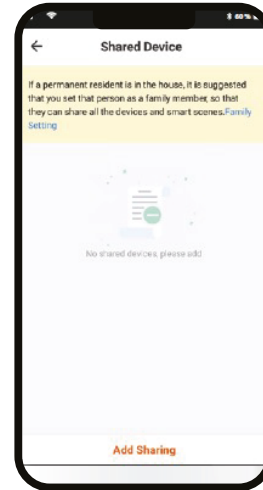 60%
Shared Device
If a permanent resident is in the house, it is suggested
that you set that person as a family member, so that
they can share all the devices and smart scenes.Family
Setting
No shared devices, please add
Add Sharing